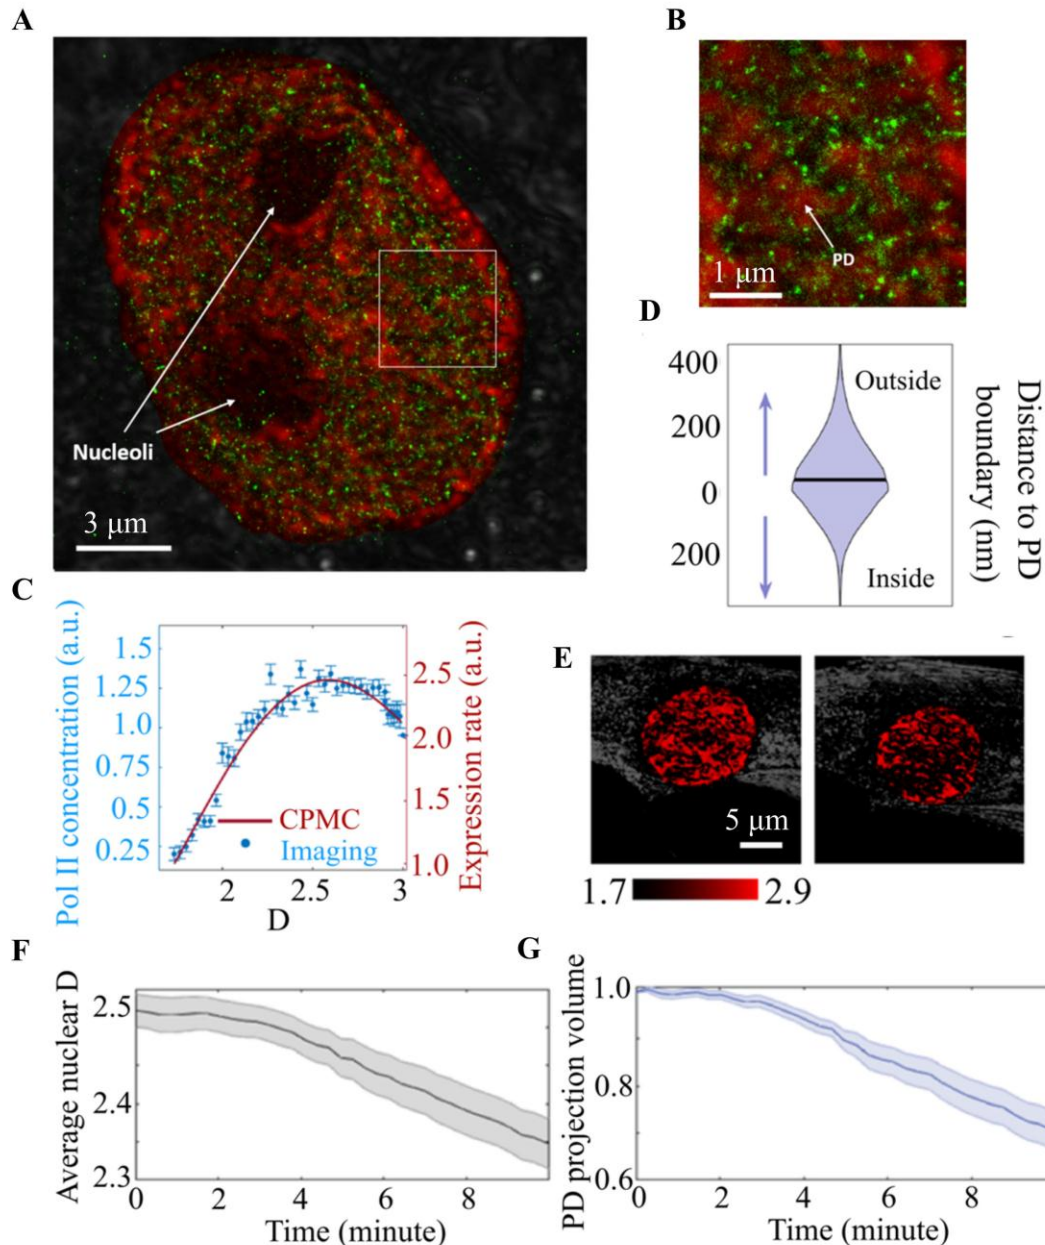 A
Nucleoli
3 μm
B
PD
1 μm
C
Pol II concentration (a.u.)
1.5
1.25
1.0
0.75
0.5
0.25
Expression rate (a.u.)
2.5
2.0
1.5
1.0
CPMC
Imaging
2
2.5
3
D
D
400
200
0
200
Outside
Inside
Distance to PD
boundary (nm)
E
5 μm
1.7
2.9
F
Average nuclear D
2.5
2.4
2.3
0
2
4
6
8
Time (minute)
G
PD projection volume
1.0
0.8
0.6
0
2
4
6
8
Time (minute)